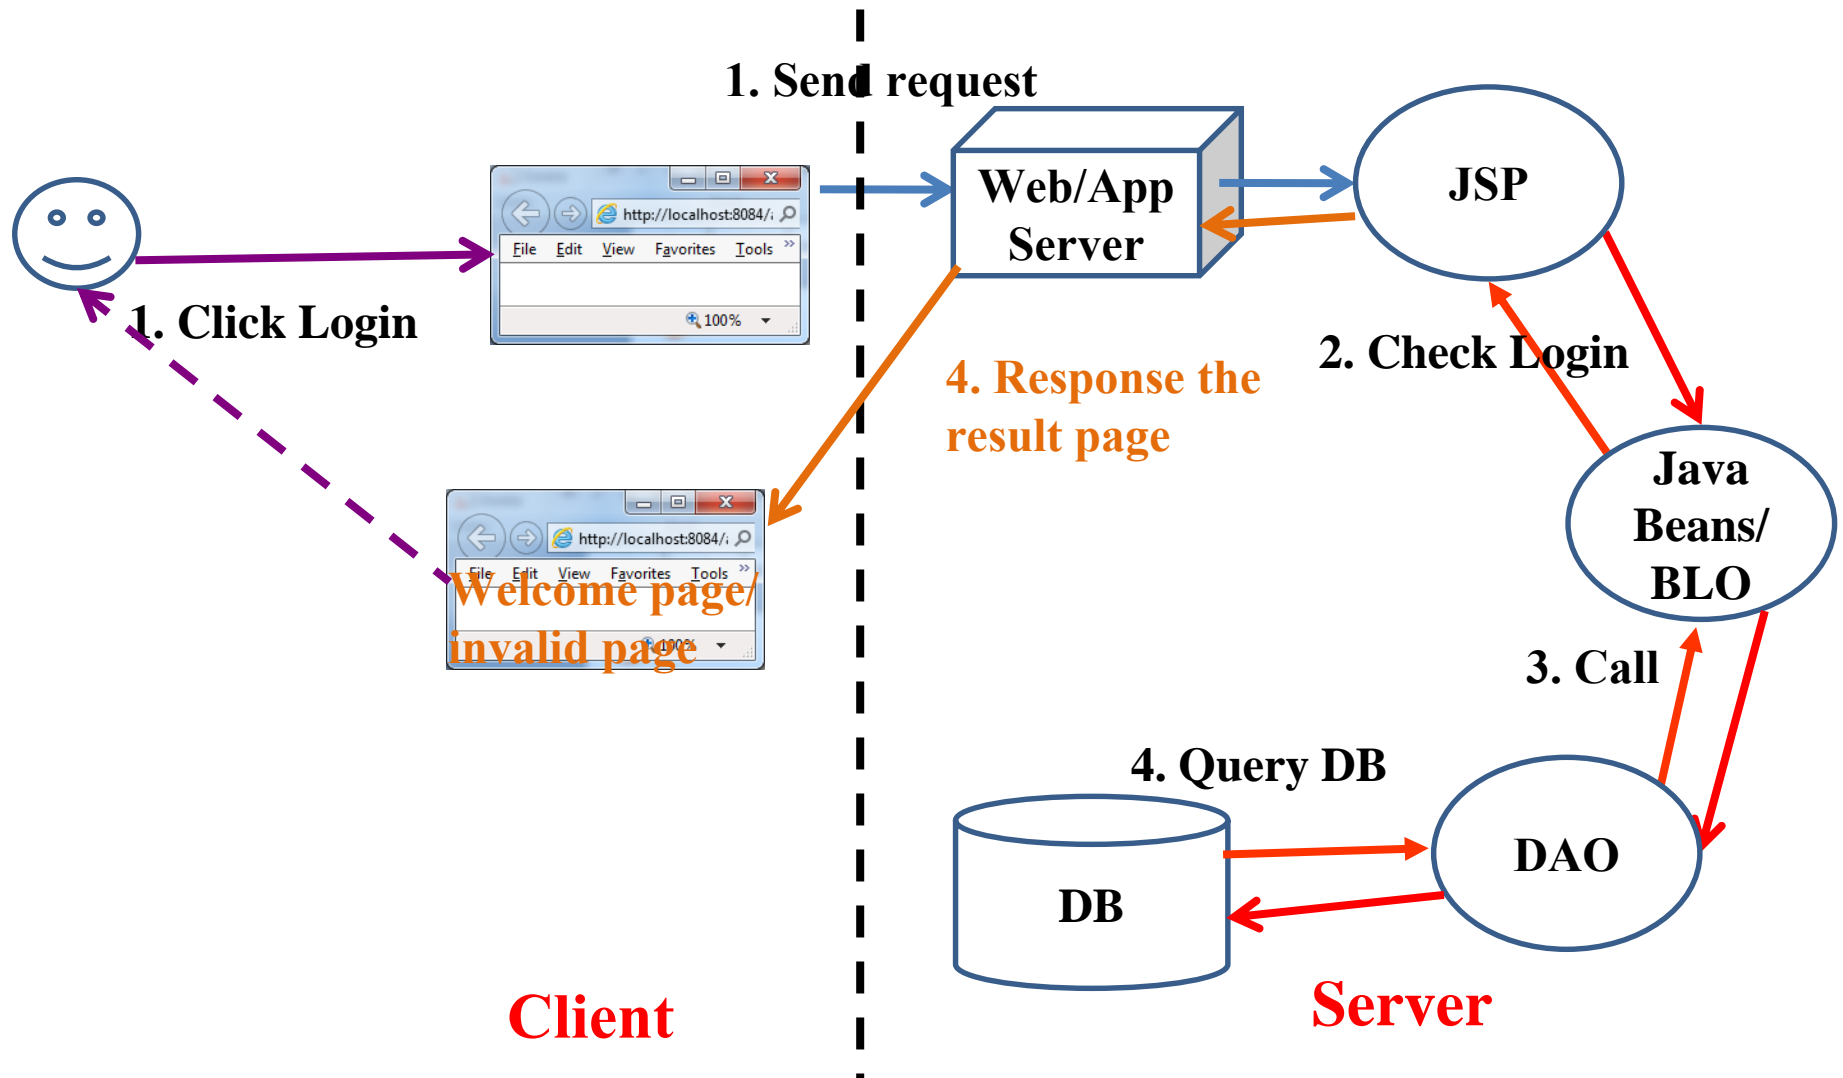 1. Send request
http://localhost:8084/
File Edit View Favorites Tools »
100%
1. Click Login
Web/App
Server
JSP
2. Check Login
4. Response the
result page
Java
Beans/
BLO
http://localhost:8084/
File Edit View Favorites Tools »
Welcome page/
invalid page
100%
3. Call
4. Query DB
DB
DAO
Client
Server